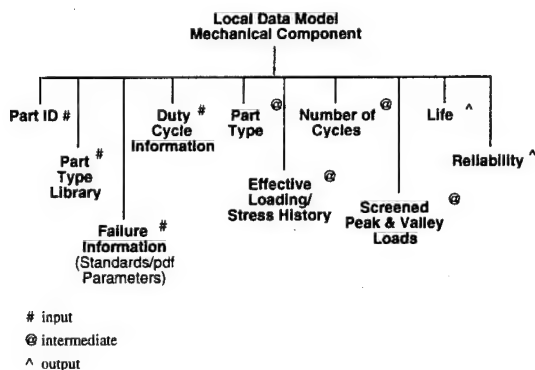 Local Data Model
Mechanical Component
Part ID #
Part #
Type
Library
Failure #
Information
(Standards/pdf
Parameters)
Duty #
Cycle
Information
Part @
Type
Effective @
Loading/
Stress History
Number of @
Cycles
Screened @
Peak & Valley
Loads
Life ^
Reliability ^
# input
@ intermediate
^ output